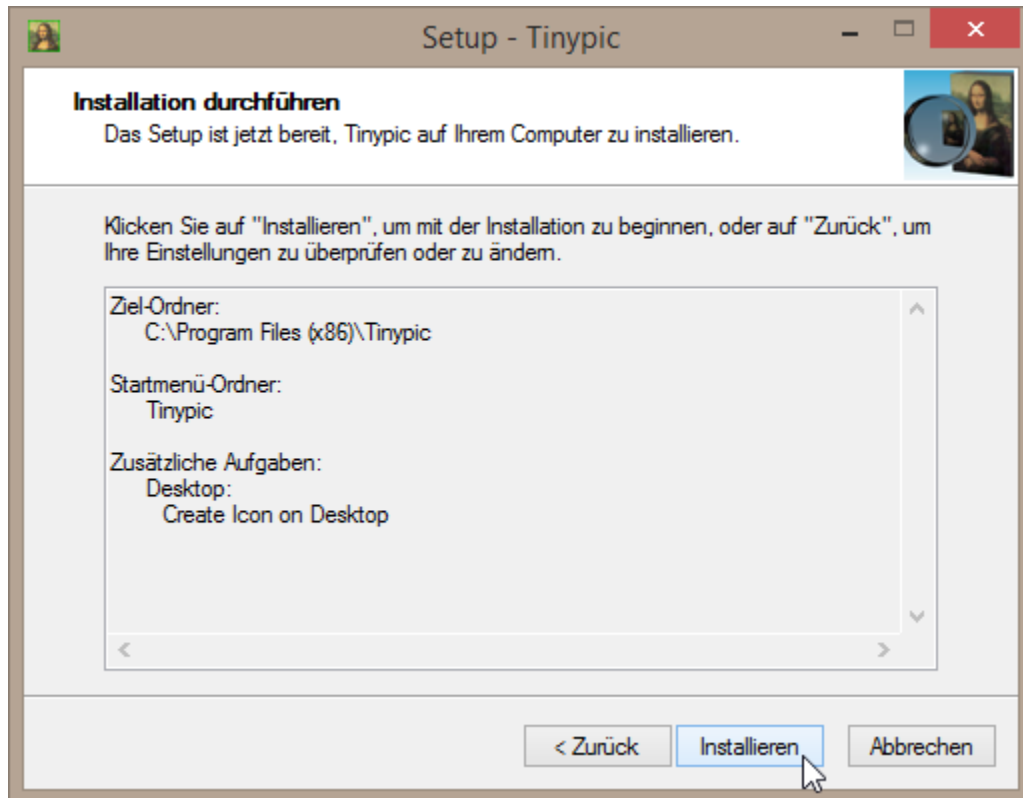 Setup - Tinypic
Installation durchführen
Das Setup ist jetzt bereit, Tinypic auf Ihrem Computer zu installieren.
Klicken Sie auf "Installieren", um mit der Installation zu beginnen, oder auf "Zurück", um
Ihre Einstellungen zu überprüfen oder zu ändern.
Ziel-Ordner:
C:\Program Files (x86)\Tinypic
Startmenü-Ordner:
Tinypic
Zusätzliche Aufgaben:
Desktop:
Create Icon on Desktop
< Zurück Installieren Abbrechen